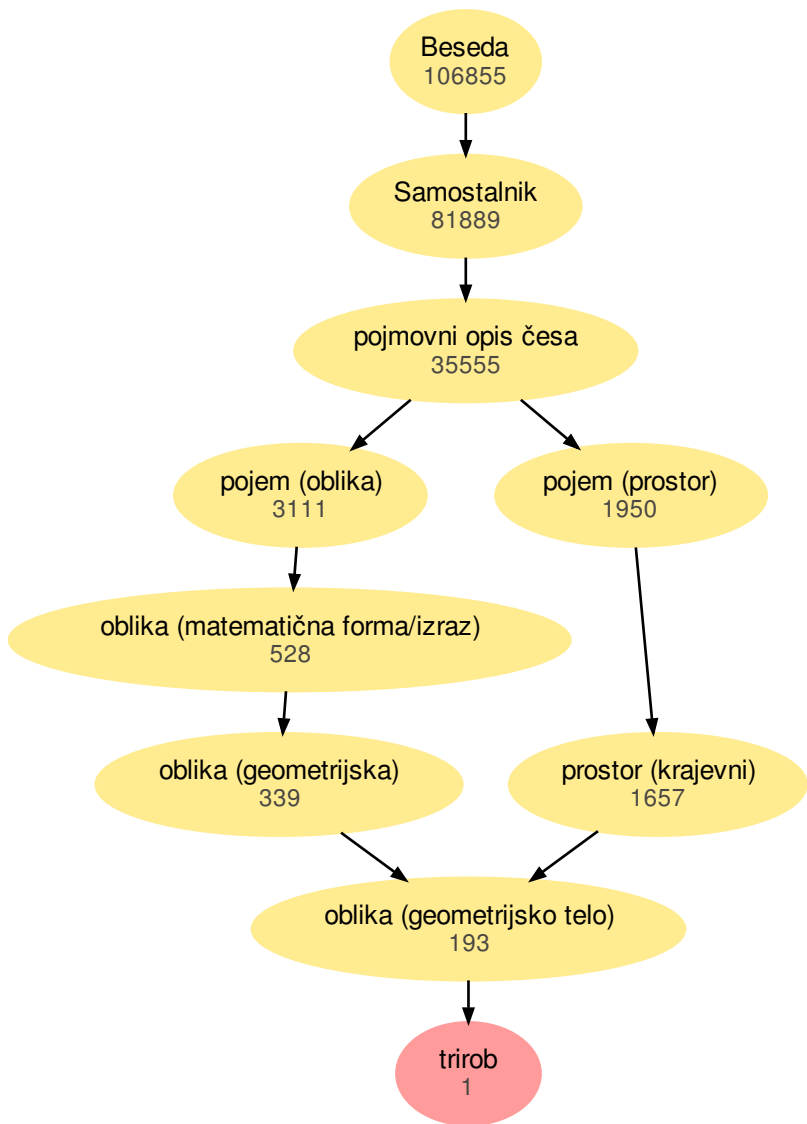 Beseda
106855
Samostalnik
81889
pojmovni opis česa
35555
pojem (oblika)
3111
pojem (prostor)
1950
oblika (matematična forma/izraz)
528
oblika (geometrijska)
339
prostor (krajevni)
1657
oblika (geometrijsko telo)
193
trirob
1